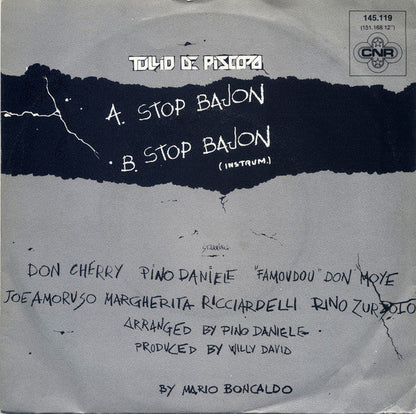 145.119
(151.168 12")
CNR
TULLIO DE PISCOPO
A. STOP BAJON
B. STOP BAJON
(INSTRUM.)
STARRING
DON CHERRY PINO DANIELE "FAMOUDOU" DON MOYE
JOE AMORUSO MARGHERITA RICCIARDELLI RINO ZURZOLO
ARRANGED BY PINO DANIELE
PRODUCED BY WILLY DAVID
BY MARIO BONCALDO